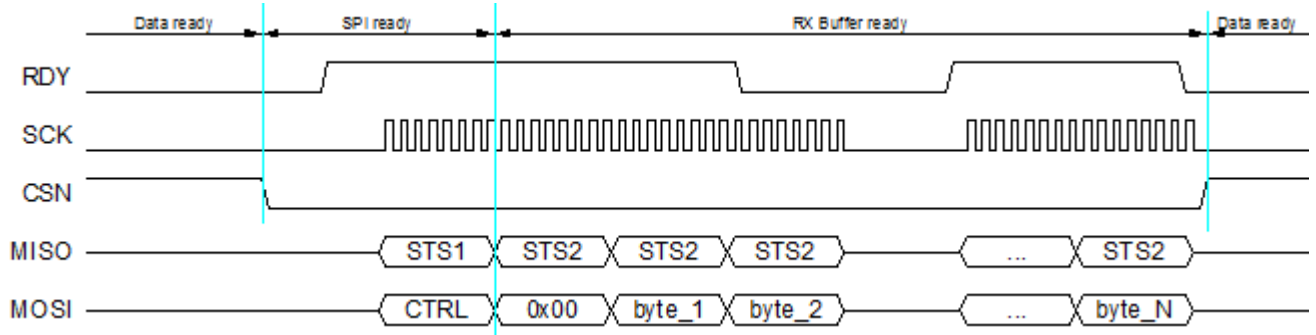 Data ready SPI ready RX Buffer ready Data ready
RDY
SCK
CSN
MISO STS1 STS2 STS2 STS2 ... STS2
MOSI CTRL 0x00 byte_1 byte_2 ... byte_N